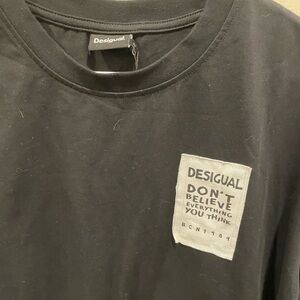 Desigual
DESIGUAL
DON'T
BELIEVE
EVERYTHING
YOU THINK
BCN1984